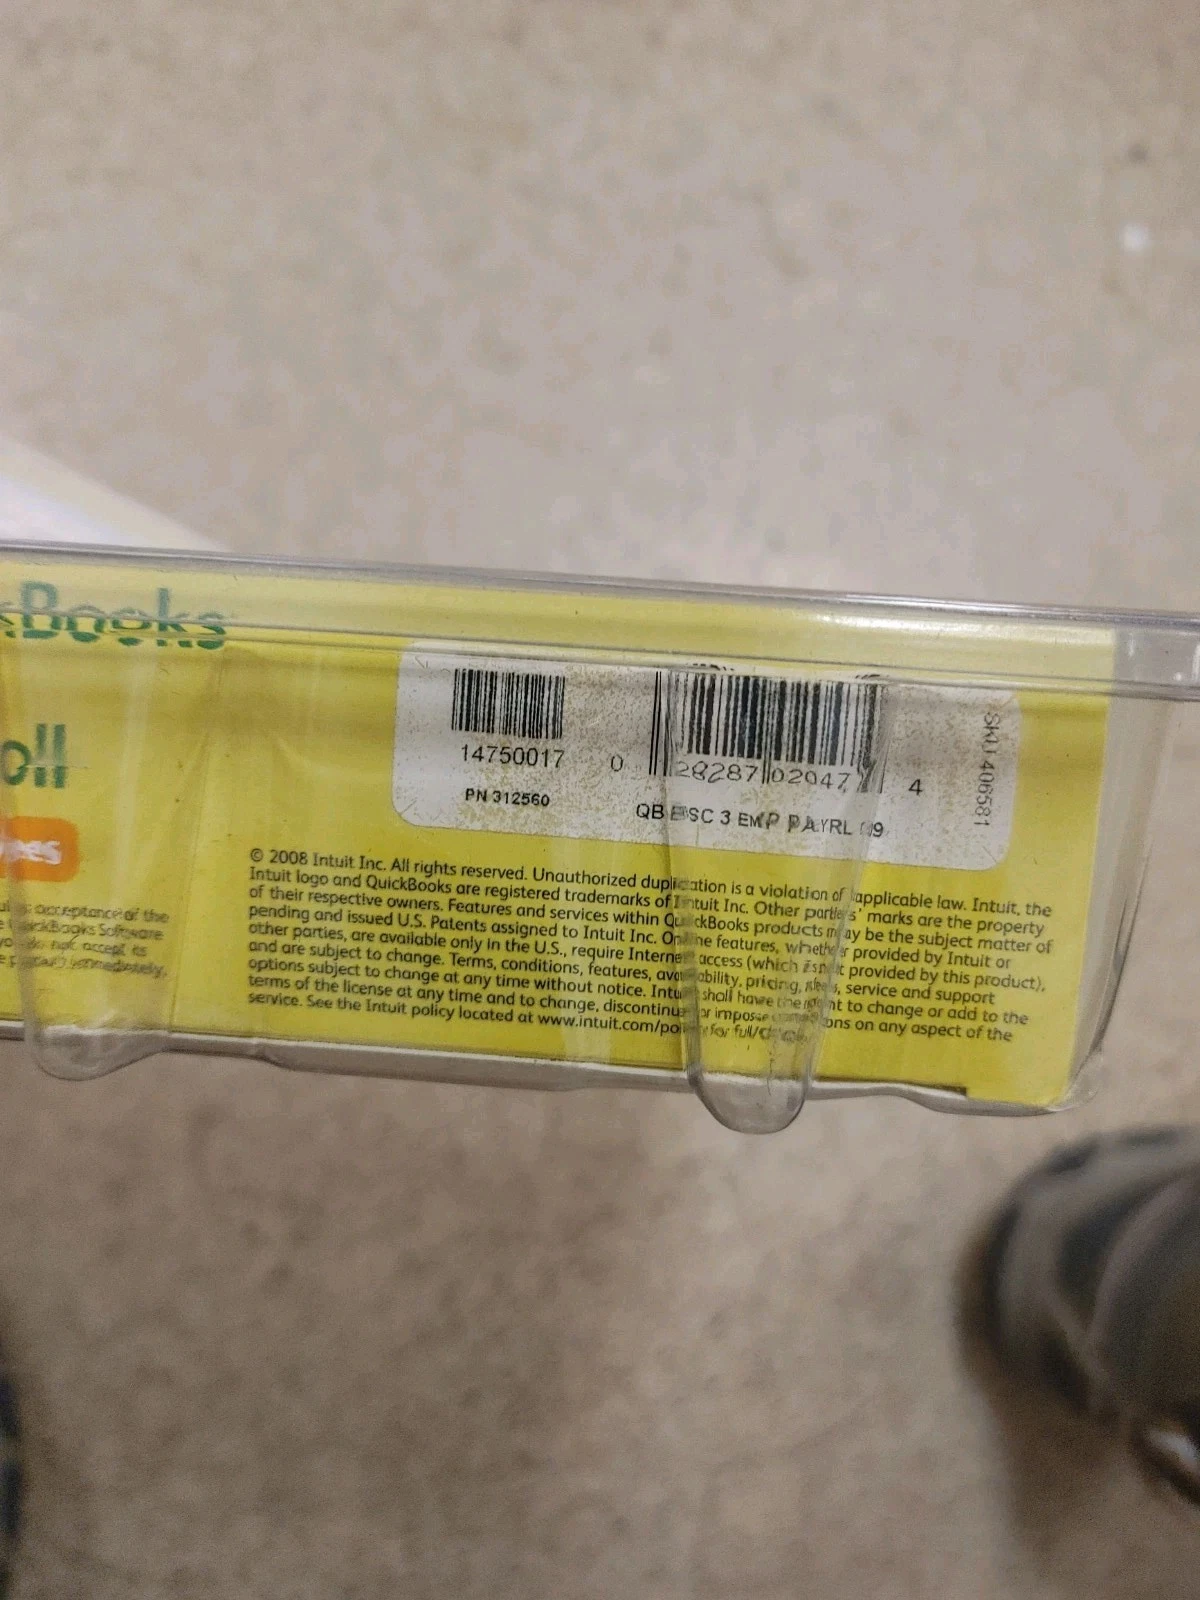 Books
oll
14750017
PN 312560
0 28287 02047 4
QB SC 3 EMP PAYRL 09
SKU 406581
acceptance of the
Software
do not accept
immediately.
© 2008 Intuit Inc. All rights reserved. Unauthorized duplication is a violation of applicable law. Intuit, the
Intuit logo and QuickBooks are registered trademarks of Intuit Inc. Other parties' marks are the property
of their respective owners. Features and services within QuickBooks products may be the subject matter of
pending and issued U.S. Patents assigned to Intuit Inc. Online features, whether provided by Intuit or
other parties, are available only in the U.S., require Internet access (which isn't provided by this product),
and are subject to change. Terms, conditions, features, availability, pricing, fees, service and support
options subject to change at any time without notice. Intuit shall have the right to change or add to the
terms of the license at any time and to change, discontinue or impose conditions on any aspect of the
service. See the Intuit policy located at www.intuit.com/ for full